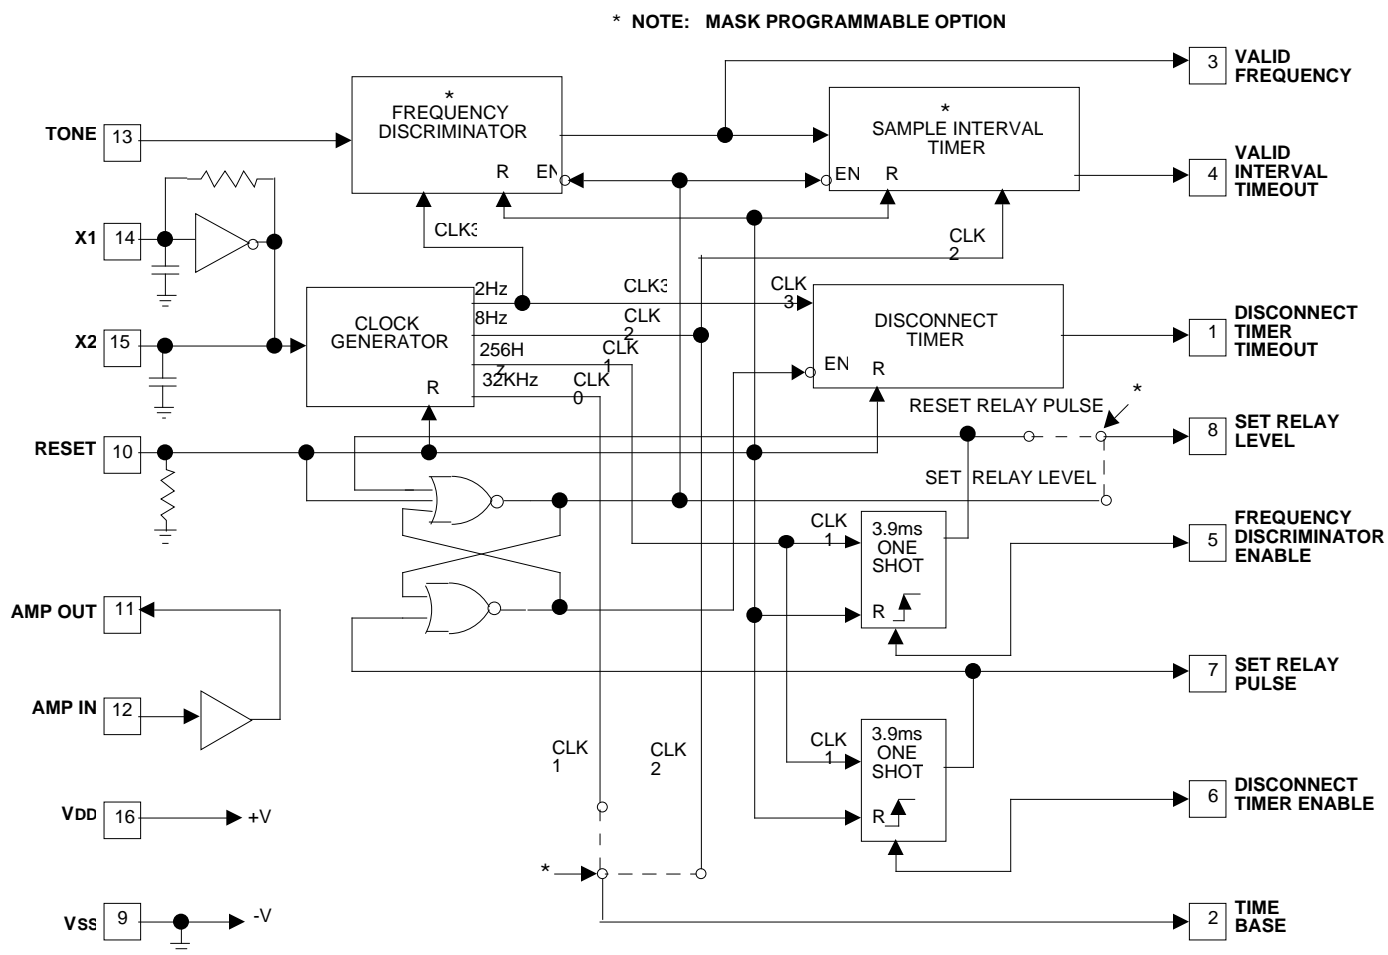 * NOTE: MASK PROGRAMMABLE OPTION
3
VALID
FREQUENCY
*
FREQUENCY
DISCRIMINATOR
R
EN
*
SAMPLE INTERVAL
TIMER
EN
R
TONE
13
4
VALID
INTERVAL
TIMEOUT
X1
14
CLK3
CLK
2
X2
15
CLOCK
GENERATOR
R
2Hz
8Hz
256H
z
32KHz
CLK3
CLK
2
CLK
1
CLK
0
CLK
3
DISCONNECT
TIMER
EN
R
1
DISCONNECT
TIMER
TIMEOUT
RESET RELAY PULSE
*
8
SET RELAY
LEVEL
RESET
10
SET RELAY LEVEL
CLK
1
3.9ms
ONE
SHOT
R
5
FREQUENCY
DISCRIMINATOR
ENABLE
AMP OUT
11
7
SET RELAY
PULSE
AMP IN
12
CLK
1
CLK
2
CLK
1
3.9ms
ONE
SHOT
R
6
DISCONNECT
TIMER ENABLE
VDD
16
+V
*
VSS
9
-V
2
TIME
BASE